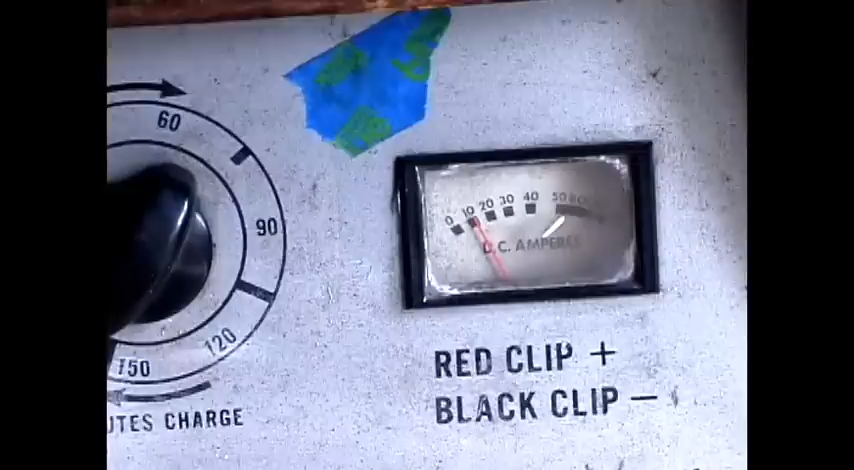 60
90
120
150
UTES CHARGE
0 10 20 30 40 50
D.C. AMPERES
RED CLIP +
BLACK CLIP −